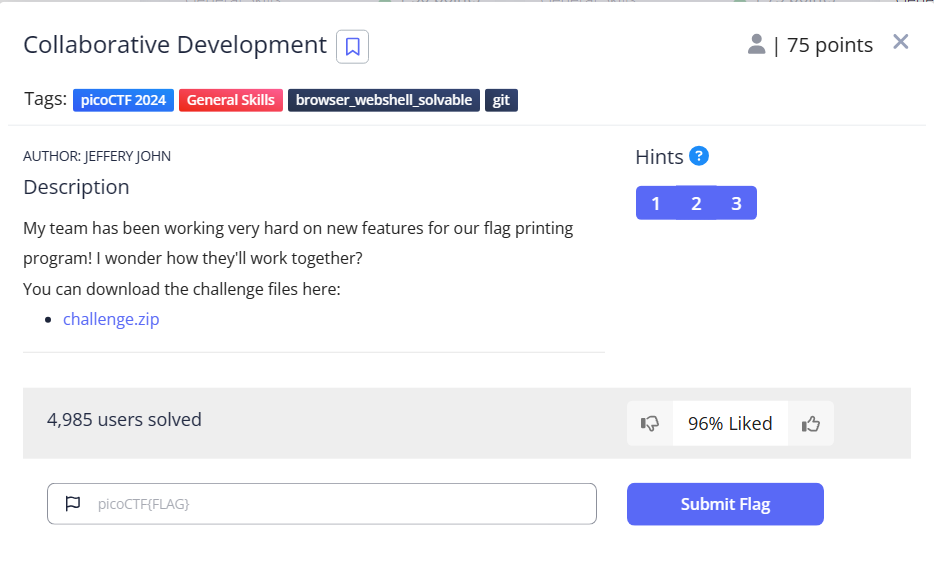 Collaborative Development
| 75 points
Tags: picoCTF 2024 General Skills browser_webshell_solvable git
AUTHOR: JEFFERY JOHN
Hints ?
Description
1 2 3
My team has been working very hard on new features for our flag printing
program! I wonder how they'll work together?
You can download the challenge files here:
challenge.zip
4,985 users solved
96% Liked
picoCTF{FLAG}
Submit Flag